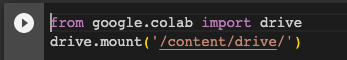 from google.colab import drive
drive.mount('/content/drive/')